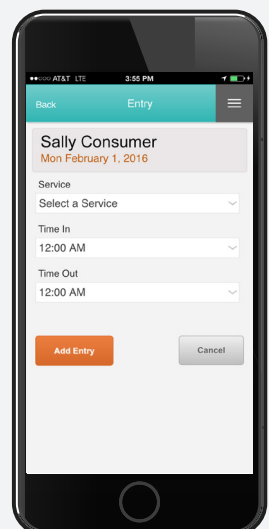 AT&T LTE 3:55 PM
Back Entry
Sally Consumer
Mon February 1, 2016
Service
Select a Service
Time In
12:00 AM
Time Out
12:00 AM
Add Entry Cancel